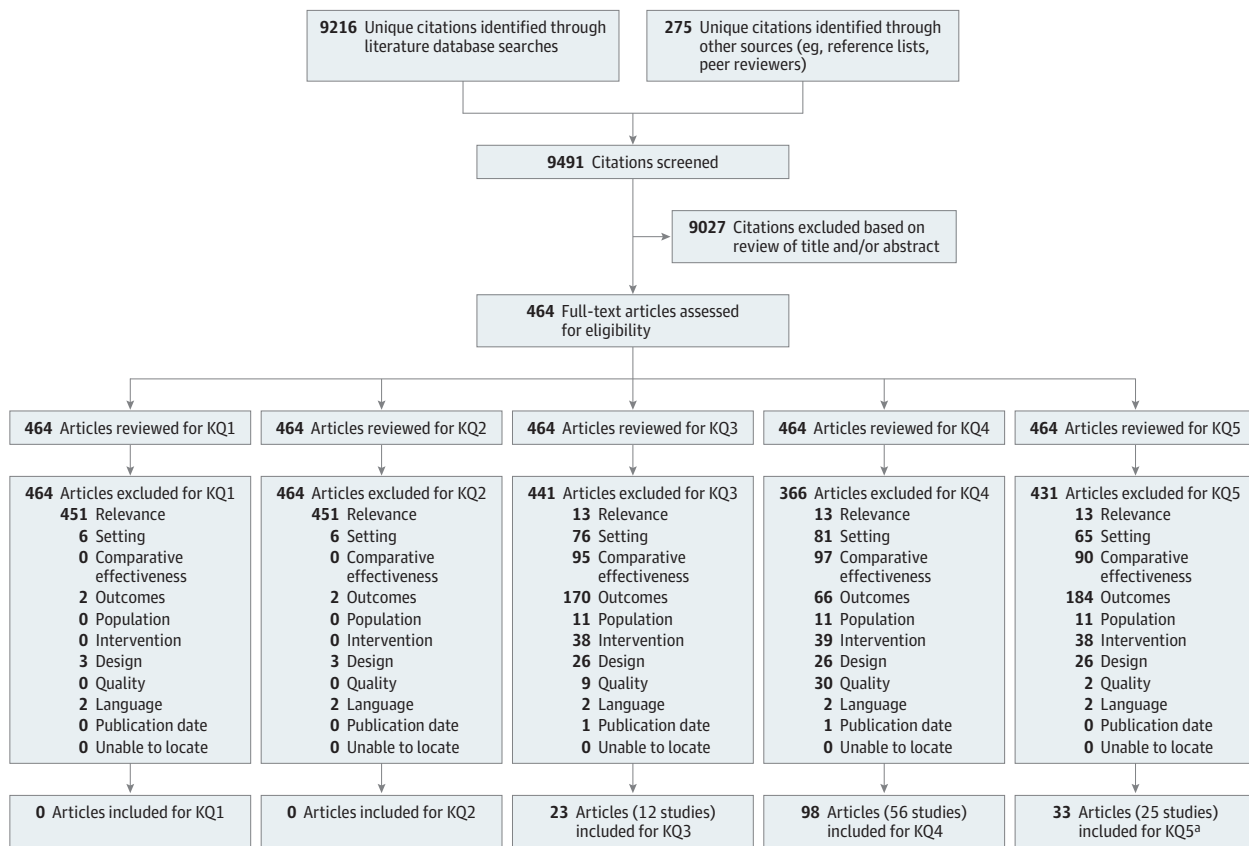 9216 Unique citations identified through
literature database searches
275 Unique citations identified through
other sources (eg, reference lists,
peer reviewers)
9491 Citations screened
9027 Citations excluded based on
review of title and/or abstract
464 Full-text articles assessed
for eligibility
464 Articles reviewed for KQ1
464 Articles reviewed for KQ2
464 Articles reviewed for KQ3
464 Articles reviewed for KQ4
464 Articles reviewed for KQ5
464 Articles excluded for KQ1
451 Relevance
6 Setting
0 Comparative
effectiveness
2 Outcomes
0 Population
0 Intervention
3 Design
0 Quality
2 Language
0 Publication date
0 Unable to locate
464 Articles excluded for KQ2
451 Relevance
6 Setting
0 Comparative
effectiveness
2 Outcomes
0 Population
0 Intervention
3 Design
0 Quality
2 Language
0 Publication date
0 Unable to locate
441 Articles excluded for KQ3
13 Relevance
76 Setting
95 Comparative
effectiveness
170 Outcomes
11 Population
38 Intervention
26 Design
9 Quality
2 Language
1 Publication date
0 Unable to locate
366 Articles excluded for KQ4
13 Relevance
81 Setting
97 Comparative
effectiveness
66 Outcomes
11 Population
39 Intervention
26 Design
30 Quality
2 Language
1 Publication date
0 Unable to locate
431 Articles excluded for KQ5
13 Relevance
65 Setting
90 Comparative
effectiveness
184 Outcomes
11 Population
38 Intervention
26 Design
2 Quality
2 Language
0 Publication date
0 Unable to locate
0 Articles included for KQ1
0 Articles included for KQ2
23 Articles (12 studies)
included for KQ3
98 Articles (56 studies)
included for KQ4
33 Articles (25 studies)
included for KQ5a